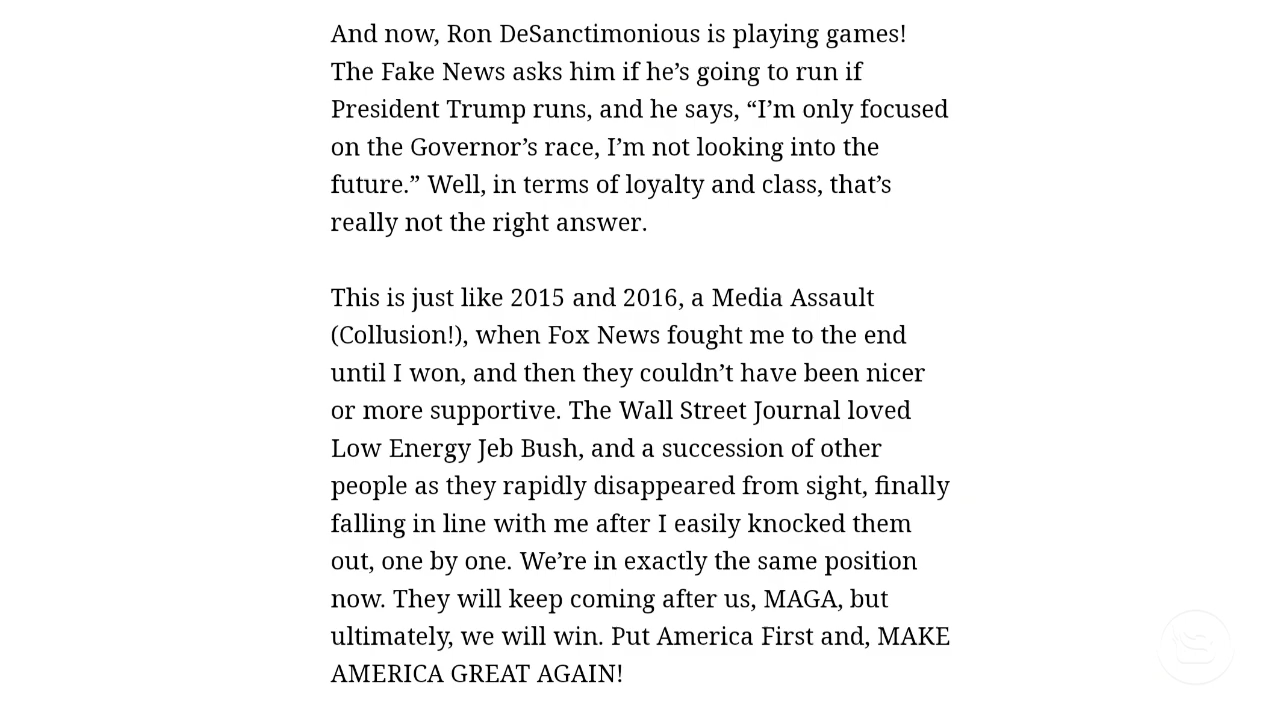 And now, Ron DeSanctimonious is playing games!
The Fake News asks him if he’s going to run if
President Trump runs, and he says, “I’m only focused
on the Governor’s race, I’m not looking into the
future.” Well, in terms of loyalty and class, that’s
really not the right answer.
This is just like 2015 and 2016, a Media Assault
(Collusion!), when Fox News fought me to the end
until I won, and then they couldn’t have been nicer
or more supportive. The Wall Street Journal loved
Low Energy Jeb Bush, and a succession of other
people as they rapidly disappeared from sight, finally
falling in line with me after I easily knocked them
out, one by one. We’re in exactly the same position
now. They will keep coming after us, MAGA, but
ultimately, we will win. Put America First and, MAKE
AMERICA GREAT AGAIN!